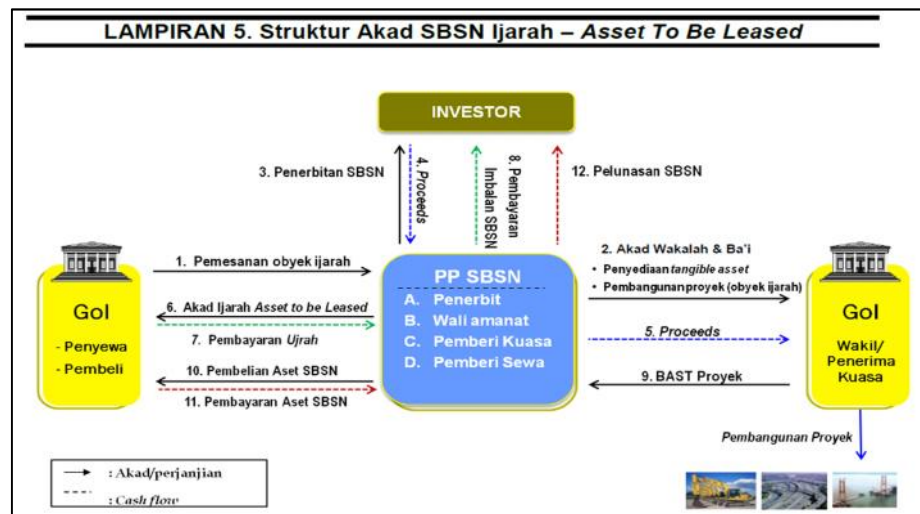 LAMPIRAN 5. Struktur Akad SBSN Ijarah – Asset To Be Leased
INVESTOR
3. Penerbitan SBSN
4. Proceeds
8. Pembayaran
Imbalan SBSN
12. Pelunasan SBSN
1. Pemesanan obyek ijarah
6. Akad Ijarah Asset to be Leased
7. Pembayaran Ujrah
10. Pembelian Aset SBSN
11. Pembayaran Aset SBSN
GoI
- Penyewa
- Pembeli
PP SBSN
A. Penerbit
B. Wali amanat
C. Pemberi Kuasa
D. Pemberi Sewa
2. Akad Wakalah & Ba'i
• Penyediaan tangible asset
• Pembangunan proyek (obyek ijarah)
5. Proceeds
9. BAST Proyek
GoI
Wakil/
Penerima
Kuasa
Pembangunan Proyek
: Akad/perjanjian
: Cash flow